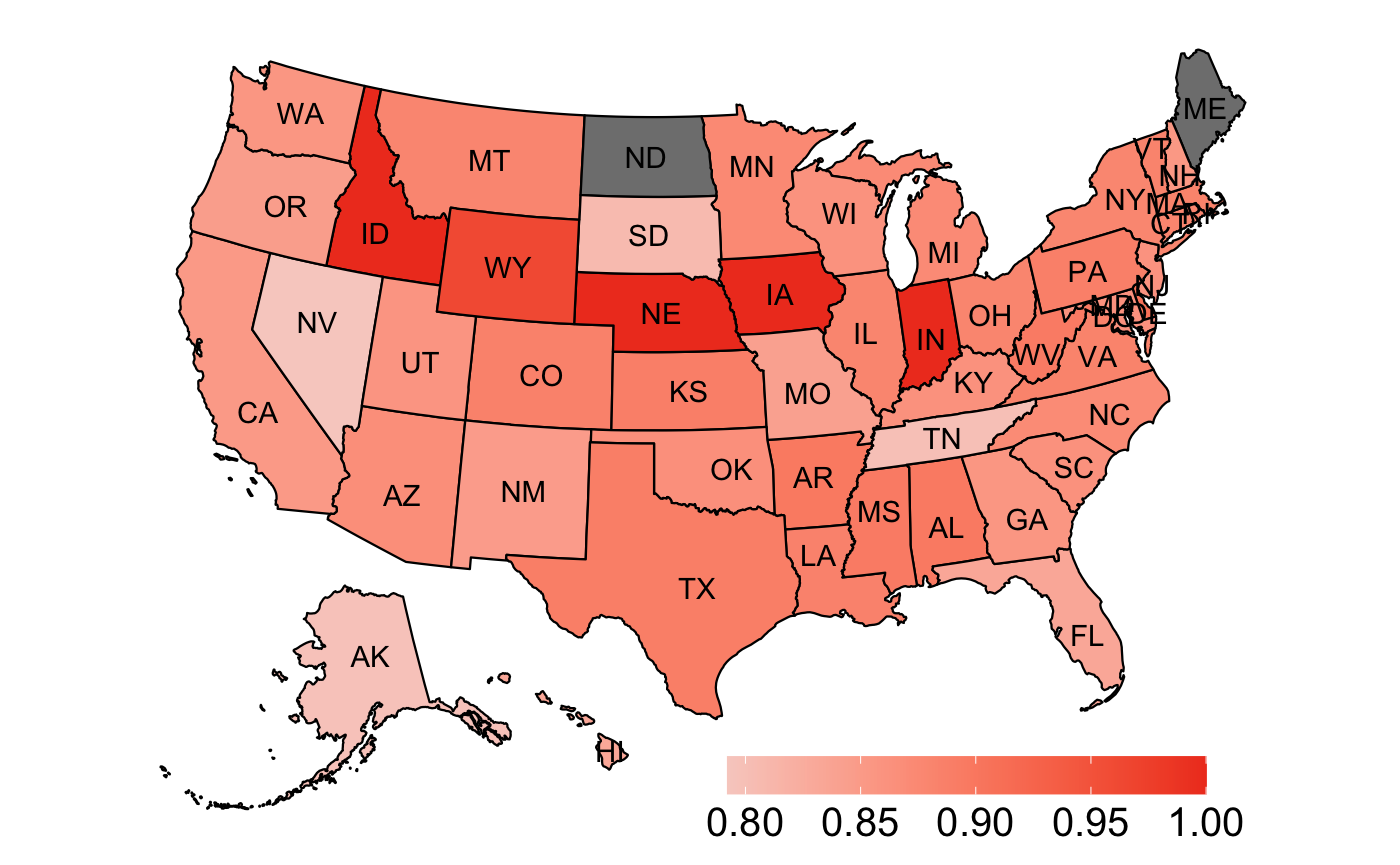 ME
WA
VT
ND
MT
MN
NH
NY
MA
OR
WI
CT
RI
ID
SD
MI
WY
PA
NJ
IA
NE
MD
DE
DC
NV
OH
IL
IN
WV
VA
UT
CO
KY
KS
MO
CA
NC
TN
SC
OK
AR
AZ
NM
MS
GA
AL
LA
TX
FL
AK
HI
0.80 0.85 0.90 0.95 1.00